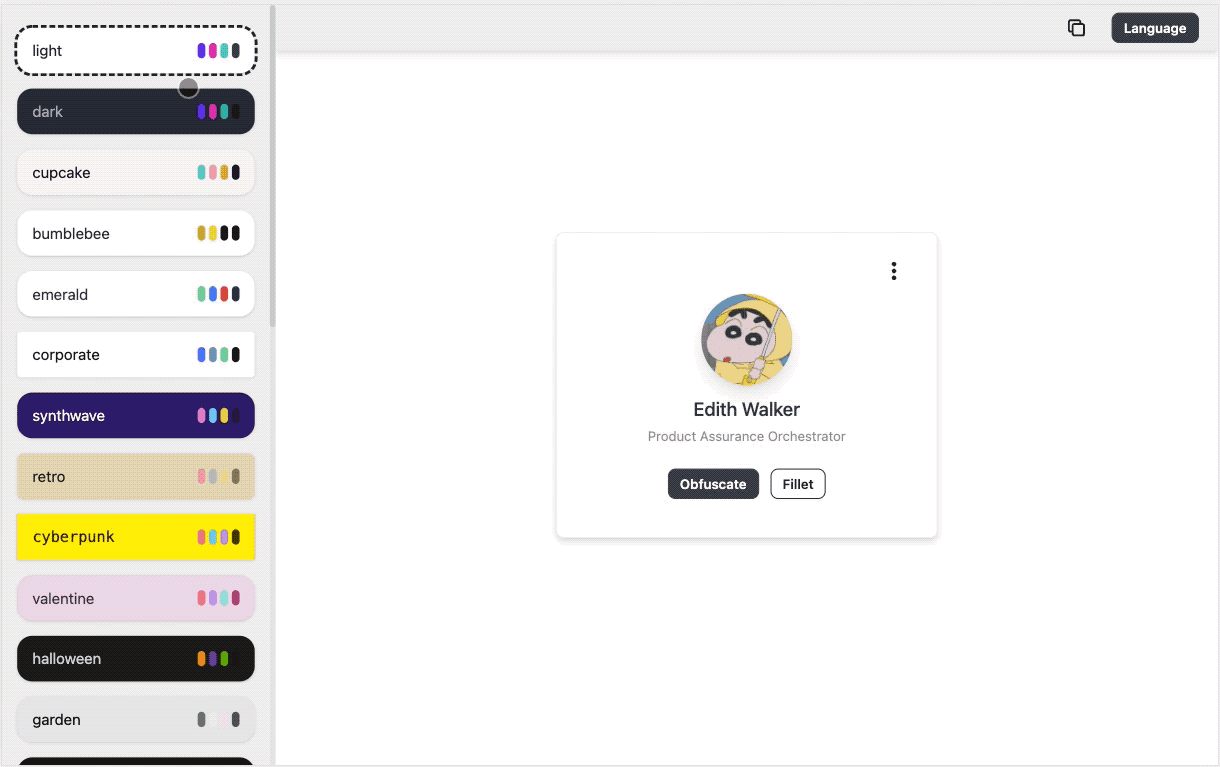 light
dark
cupcake
bumblebee
emerald
corporate
synthwave
retro
cyberpunk
valentine
halloween
garden
Language
Edith Walker
Product Assurance Orchestrator
Obfuscate
Fillet